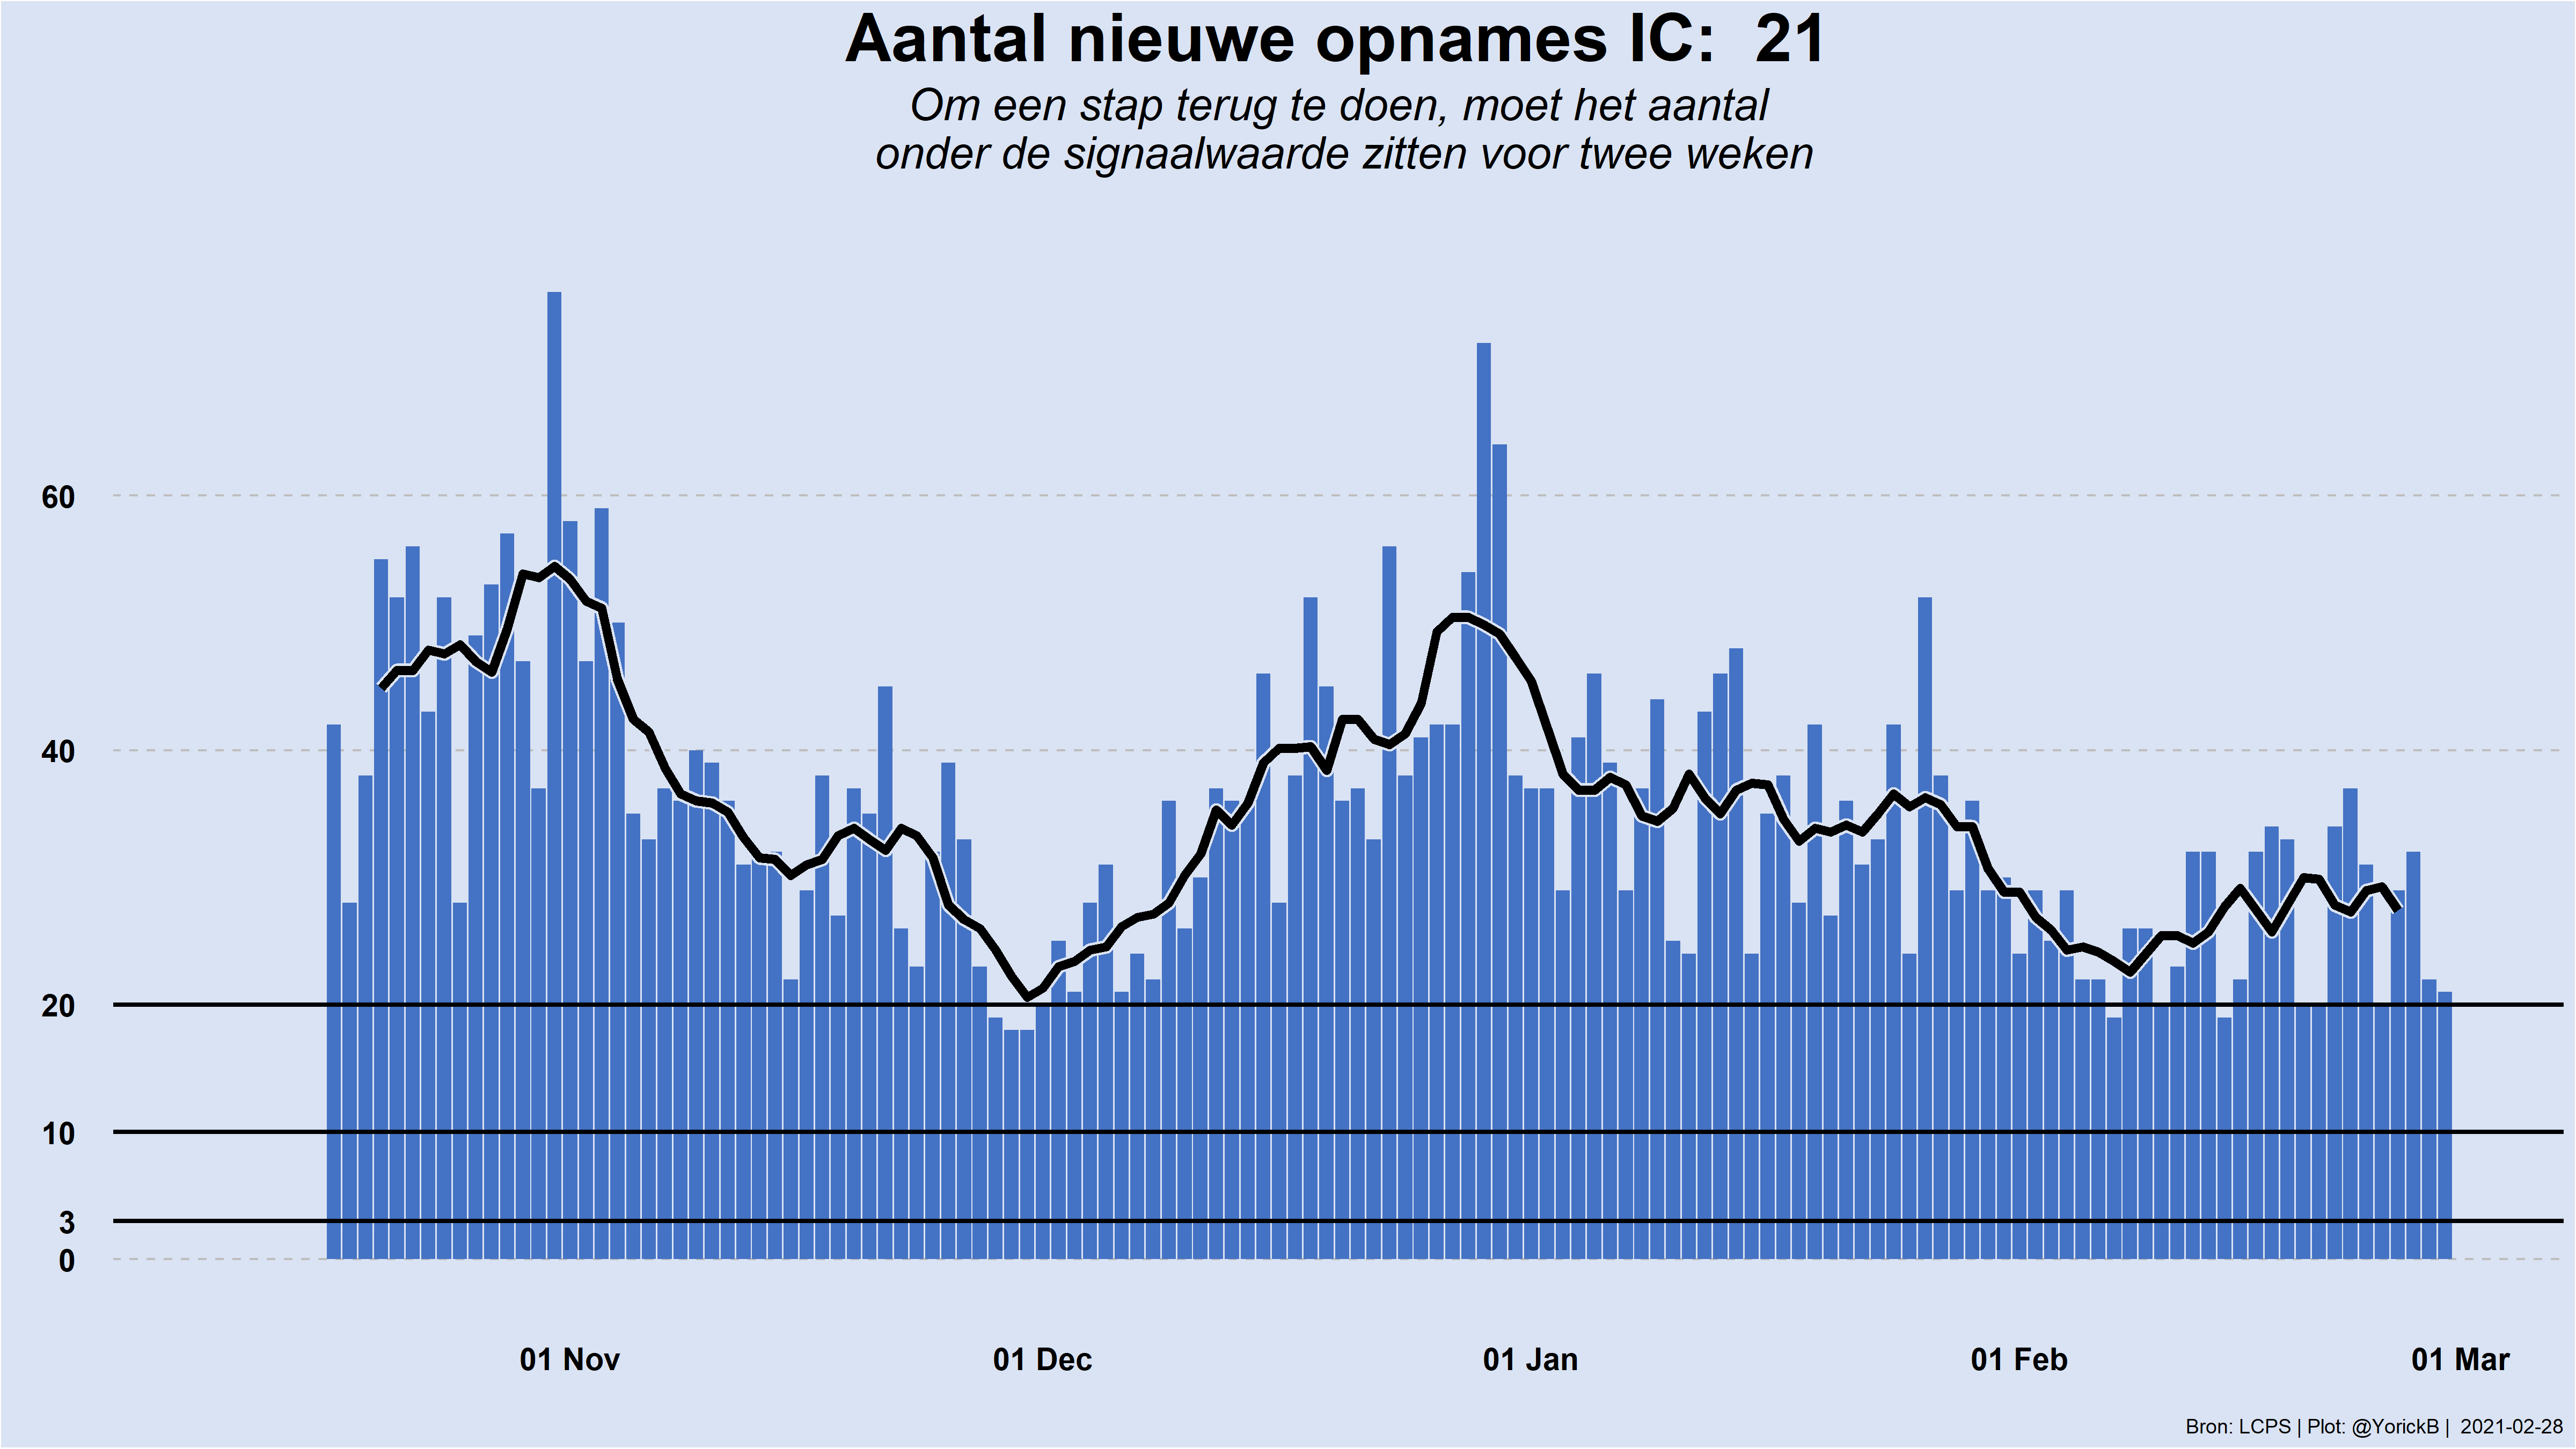 Aantal nieuwe opnames IC:  21
Om een stap terug te doen, moet het aantal
onder de signaalwaarde zitten voor twee weken
60
40
20
10
3
0
01 Nov
01 Dec
01 Jan
01 Feb
01 Mar
Bron: LCPS | Plot: @YorickB |  2021-02-28